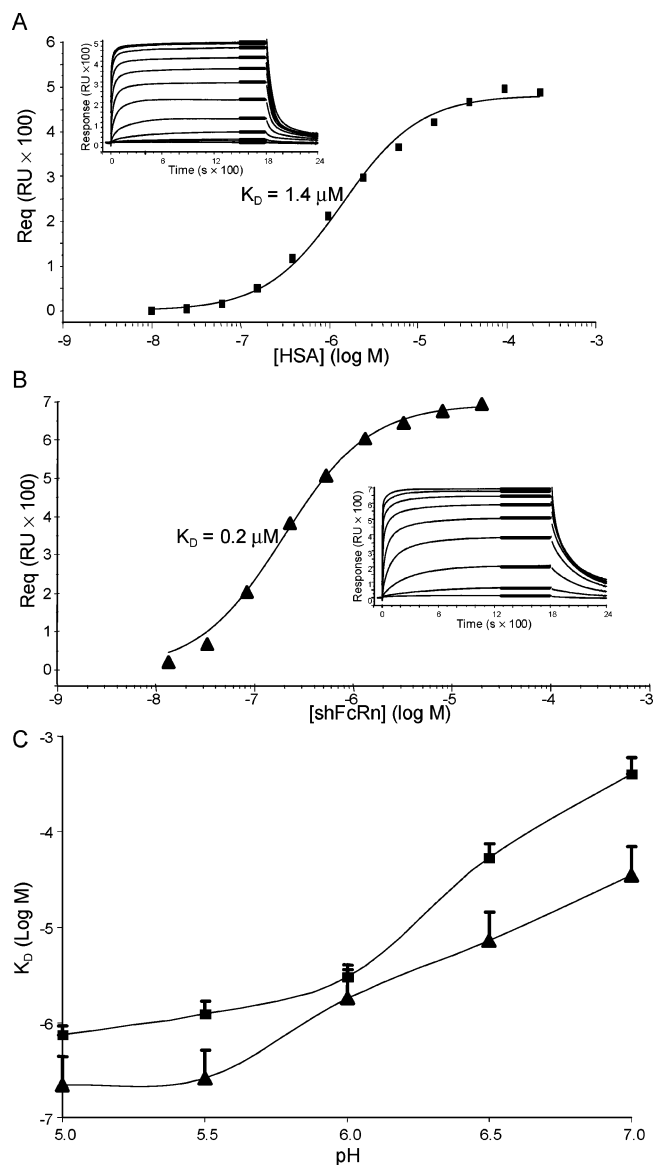 A
6
5
4
3
2
1
0
Req (RU × 100)
5
4
3
2
1
0
Response (RU ×100)
0 6 12 18 24
Time (s × 100)
K_D = 1.4 µM
-9 -8 -7 -6 -5 -4 -3
[HSA] (log M)
B
7
6
5
4
3
2
1
0
Req (RU × 100)
K_D = 0.2 µM
7
6
5
4
3
2
1
0
Response (RU × 100)
0 6 12 18 24
Time (s × 100)
-9 -8 -7 -6 -5 -4 -3
[shFcRn] (log M)
C
-3
-4
-5
-6
-7
K_D (Log M)
5.0 5.5 6.0 6.5 7.0
pH